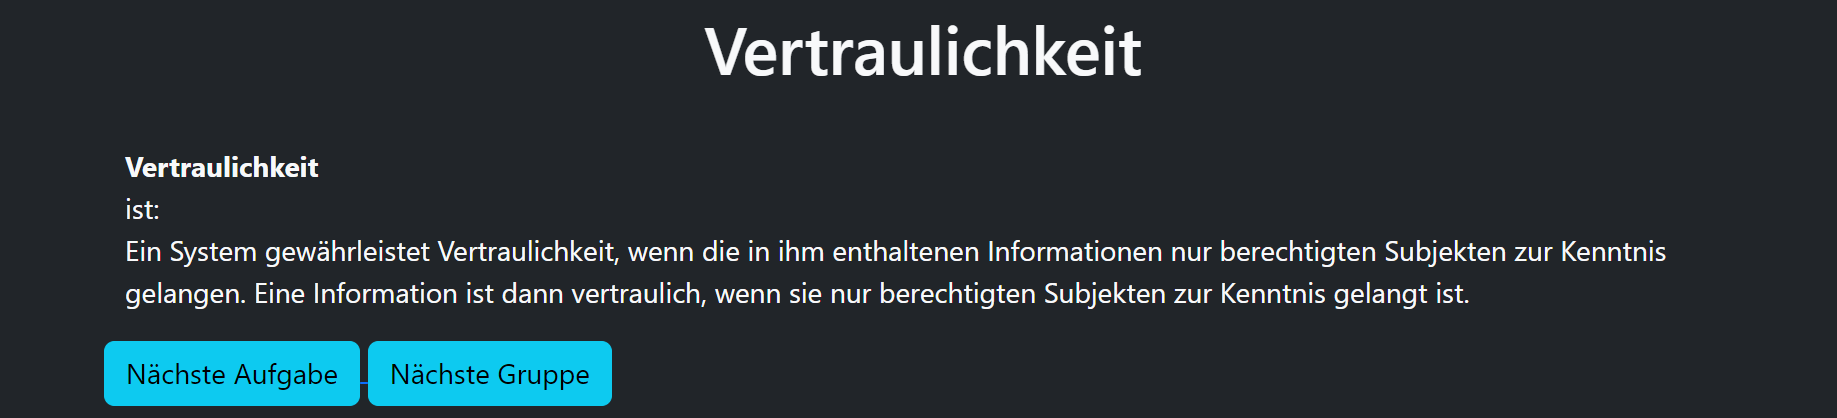 Vertraulichkeit
Vertraulichkeit
ist:
Ein System gewährleistet Vertraulichkeit, wenn die in ihm enthaltenen Informationen nur berechtigten Subjekten zur Kenntnis
gelangen. Eine Information ist dann vertraulich, wenn sie nur berechtigten Subjekten zur Kenntnis gelangt ist.
Nächste Aufgabe Nächste Gruppe